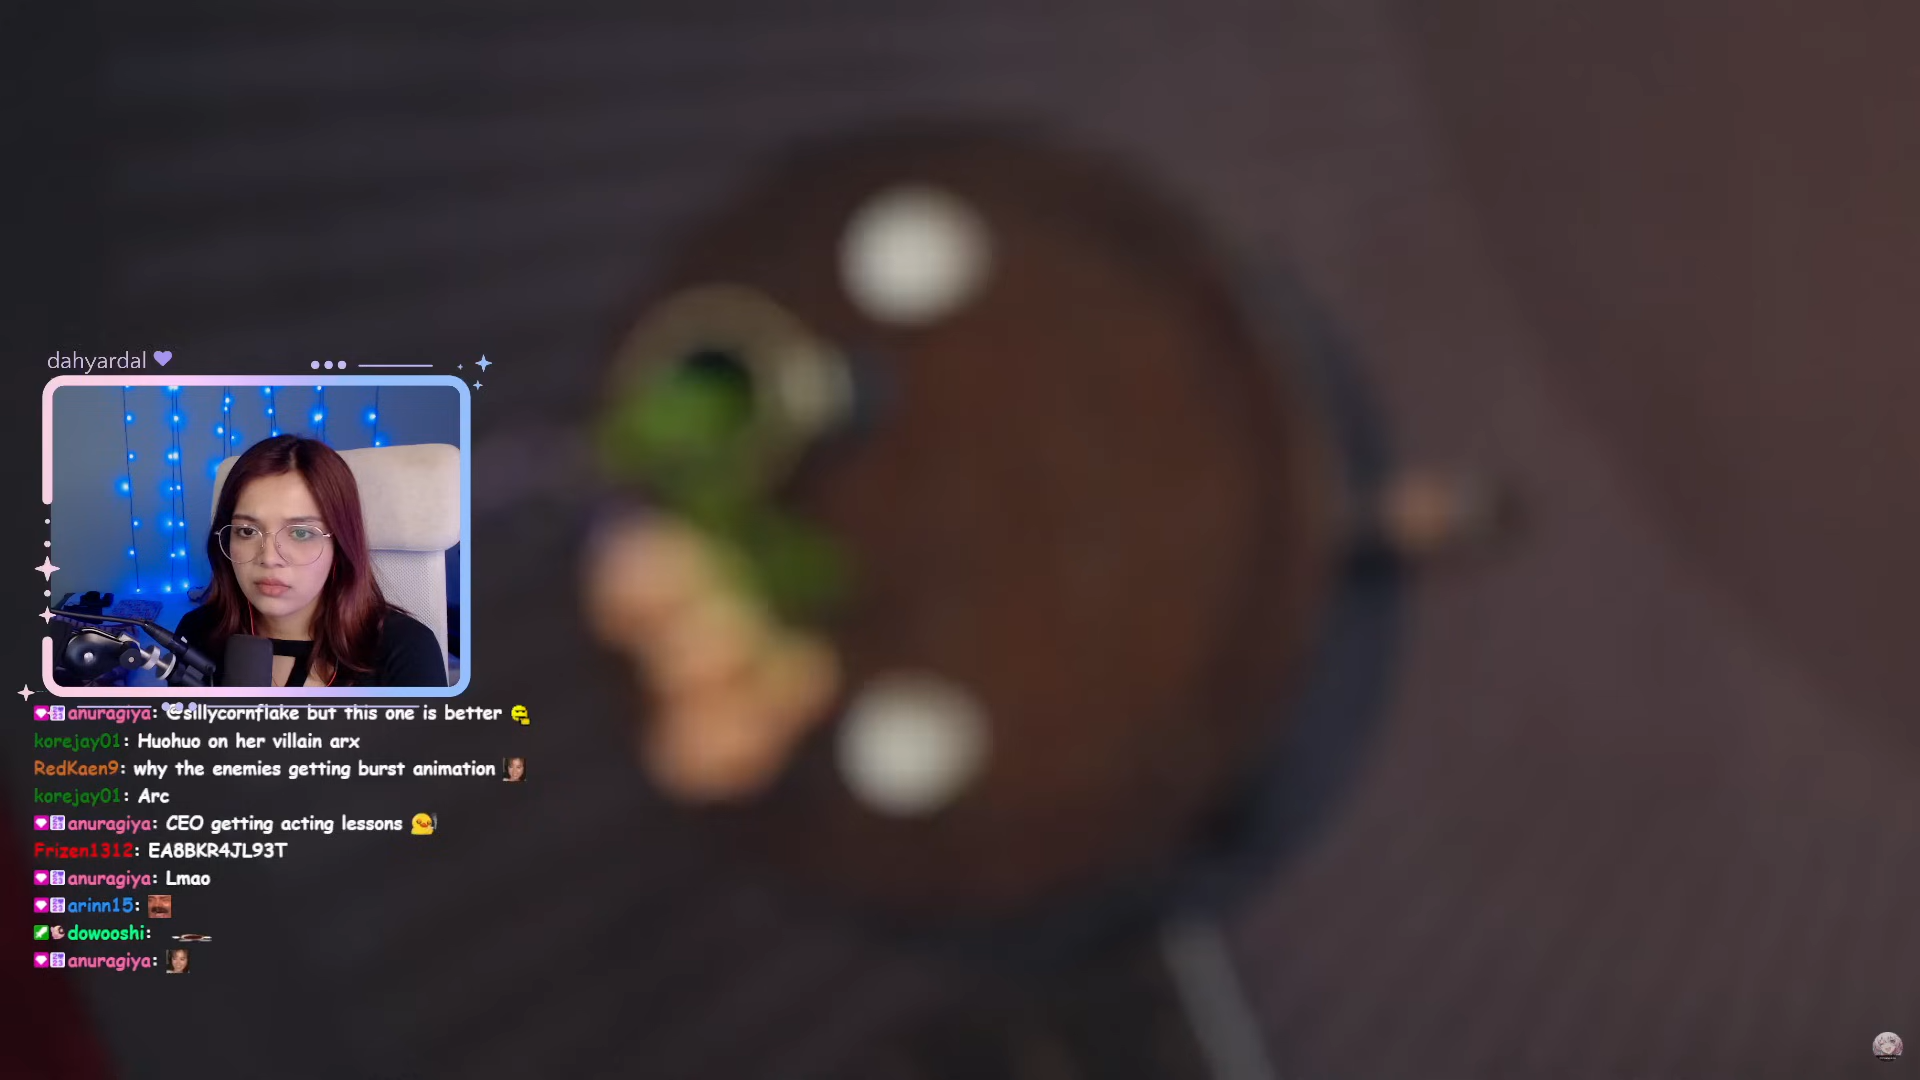 dahyardal 💜
anuragiya: @sillycornflake but this one is better
korejay01: Huohuo on her villain arx
RedKaen9: why the enemies getting burst animation
korejay01: Arc
anuragiya: CEO getting acting lessons
Frizen1312: EA8BKR4JL93T
anuragiya: Lmao
arinn15:
dowooshi:
anuragiya: